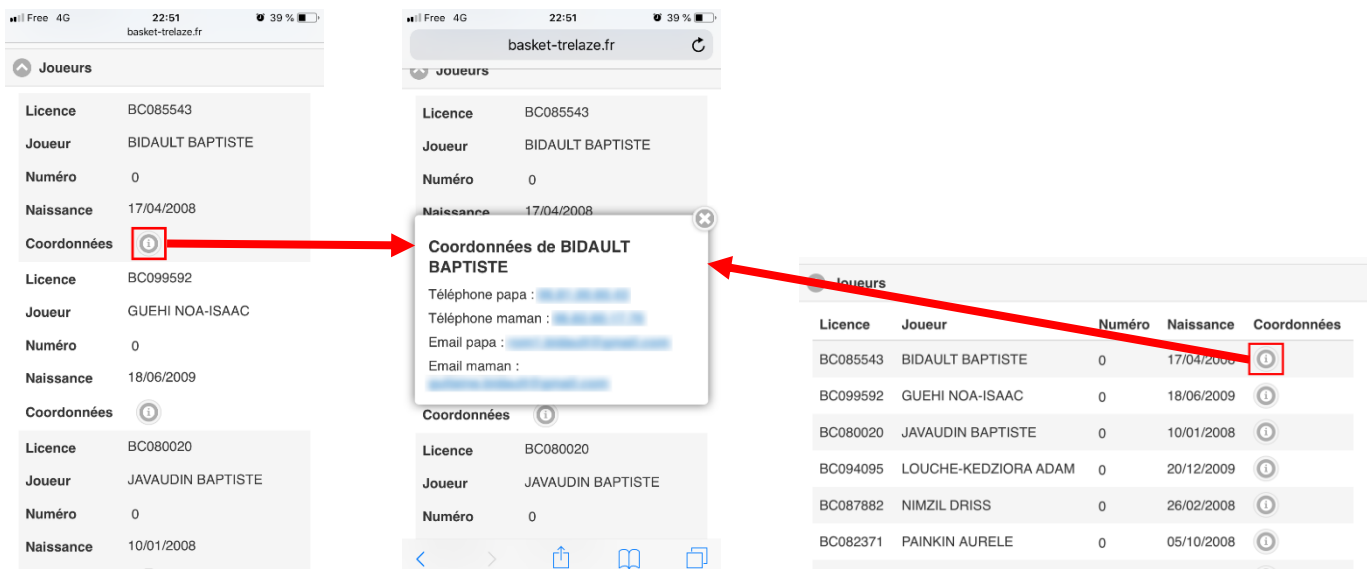 Free 4G 22:51 39 %
basket-trelaze.fr
Joueurs
Licence BC085543
Joueur BIDAULT BAPTISTE
Numéro 0
Naissance 17/04/2008
Coordonnées
Licence BC099592
Joueur GUEHI NOA-ISAAC
Numéro 0
Naissance 18/06/2009
Coordonnées
Licence BC080020
Joueur JAVAUDIN BAPTISTE
Numéro 0
Naissance 10/01/2008
Free 4G 22:51 39 %
basket-trelaze.fr
Joueurs
Licence BC085543
Joueur BIDAULT BAPTISTE
Numéro 0
Naissance 17/04/2008
Coordonnées de BIDAULT
BAPTISTE
Téléphone papa :
Téléphone maman :
Email papa :
Email maman :
Coordonnées
Licence BC080020
Joueur JAVAUDIN BAPTISTE
Numéro 0
Joueurs
Licence Joueur Numéro Naissance Coordonnées
BC085543 BIDAULT BAPTISTE 0 17/04/2008
BC099592 GUEHI NOA-ISAAC 0 18/06/2009
BC080020 JAVAUDIN BAPTISTE 0 10/01/2008
BC094095 LOUCHE-KEDZIORA ADAM 0 20/12/2009
BC087882 NIMZIL DRISS 0 26/02/2008
BC082371 PAINKIN AURELE 0 05/10/2008